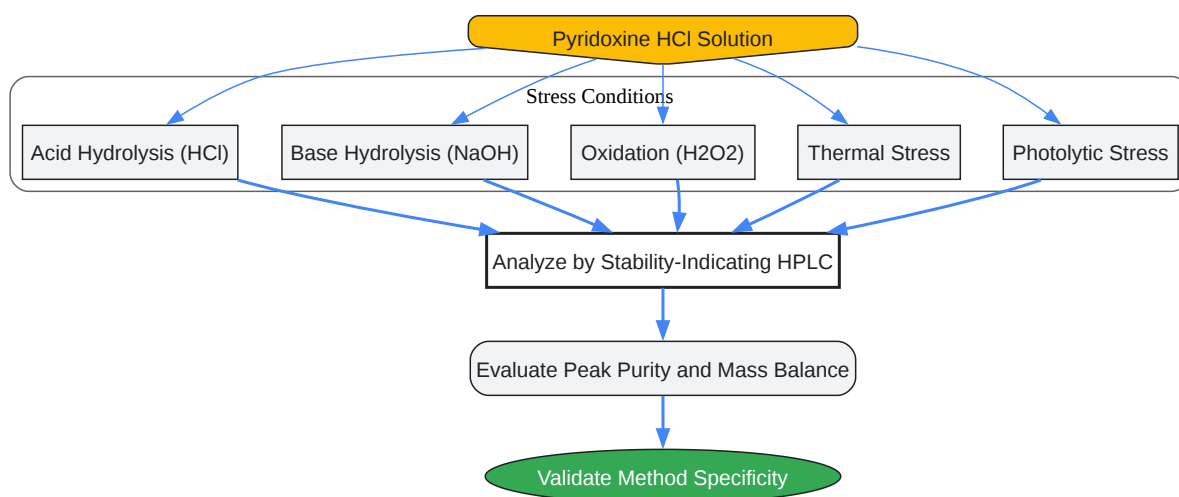 Pyridoxine HCl Solution
Stress Conditions
Acid Hydrolysis (HCl)
Base Hydrolysis (NaOH)
Oxidation (H2O2)
Thermal Stress
Photolytic Stress
Analyze by Stability-Indicating HPLC
Evaluate Peak Purity and Mass Balance
Validate Method Specificity